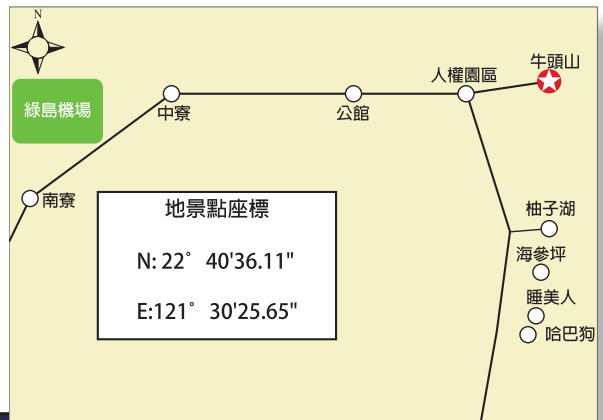 N
牛頭山
人權園區
綠島機場
中寮
公館
南寮
地景點座標
N: 22° 40'36.11"
E:121° 30'25.65"
柚子湖
海參坪
睡美人
哈巴狗